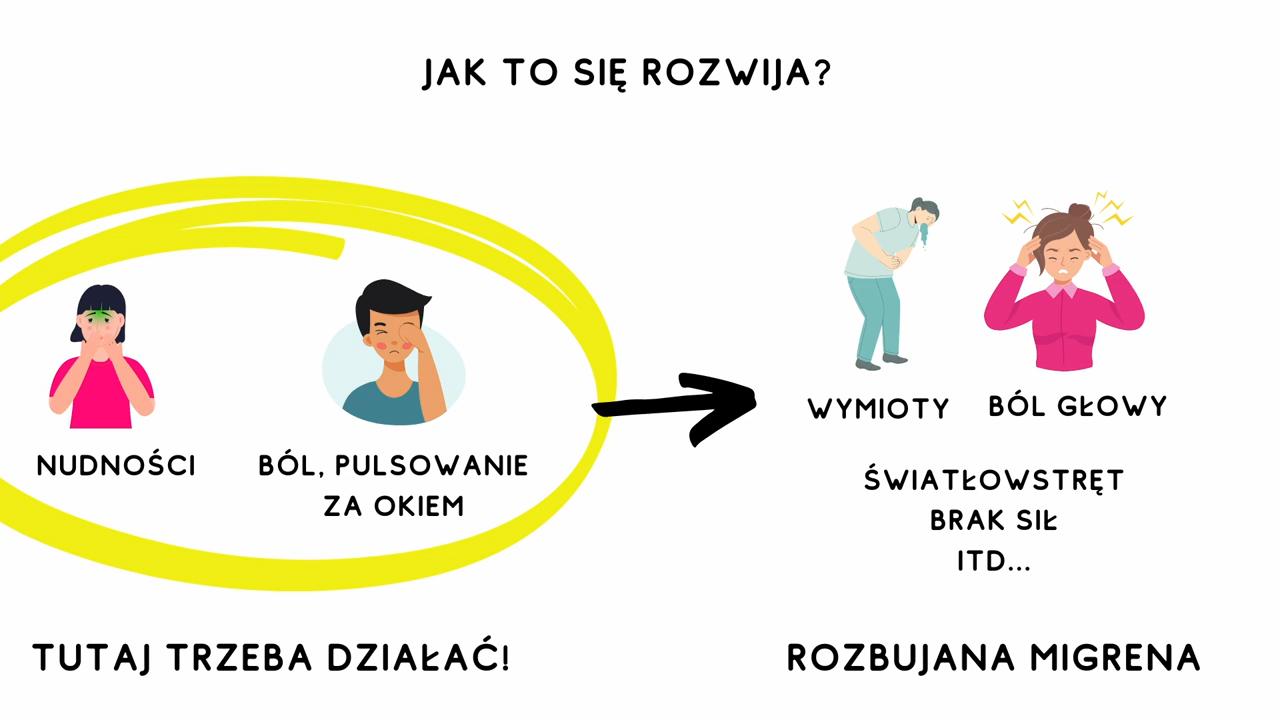 JAK TO SIĘ ROZWIJA?
NUDNOŚCI
BÓL, PULSOWANIE
ZA OKIEM
WYMIOTY
BÓL GŁOWY
ŚWIATŁOWSTRĘT
BRAK SIŁ
ITD...
TUTAJ TRZEBA DZIAŁAĆ!
ROZBUJANA MIGRENA